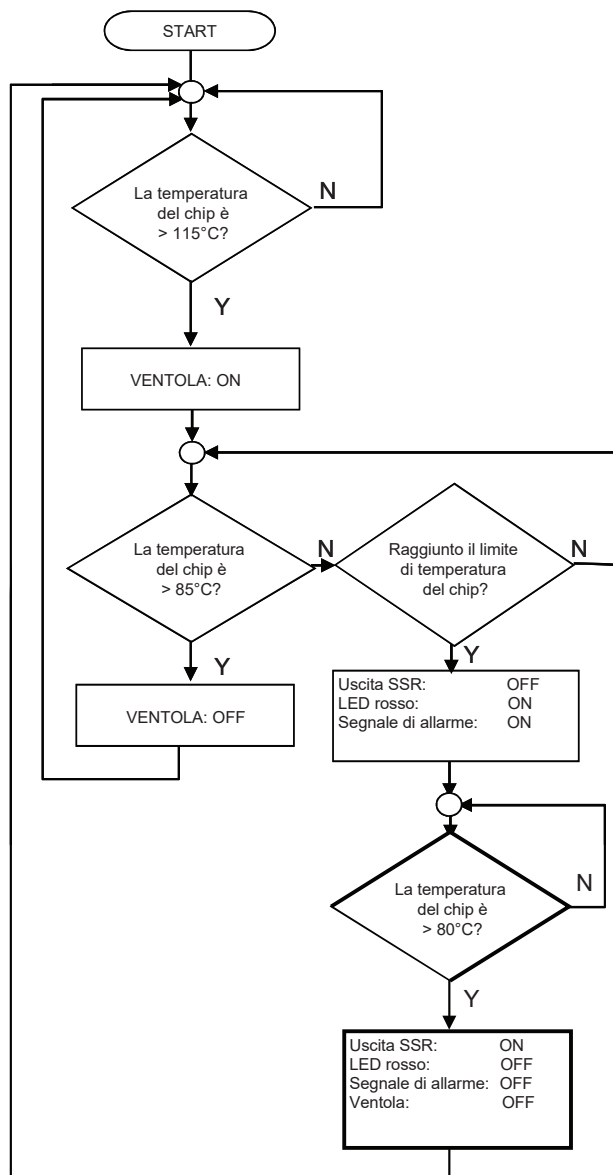 START
La temperatura
del chip è
> 115°C?
N
Y
VENTOLA: ON
La temperatura
del chip è
> 85°C?
N
Raggiunto il limite
di temperatura
del chip?
N
Y
Y
VENTOLA: OFF
Uscita SSR: OFF
LED rosso: ON
Segnale di allarme: ON
La temperatura
del chip è
> 80°C?
N
Y
Uscita SSR: ON
LED rosso: OFF
Segnale di allarme: OFF
Ventola: OFF